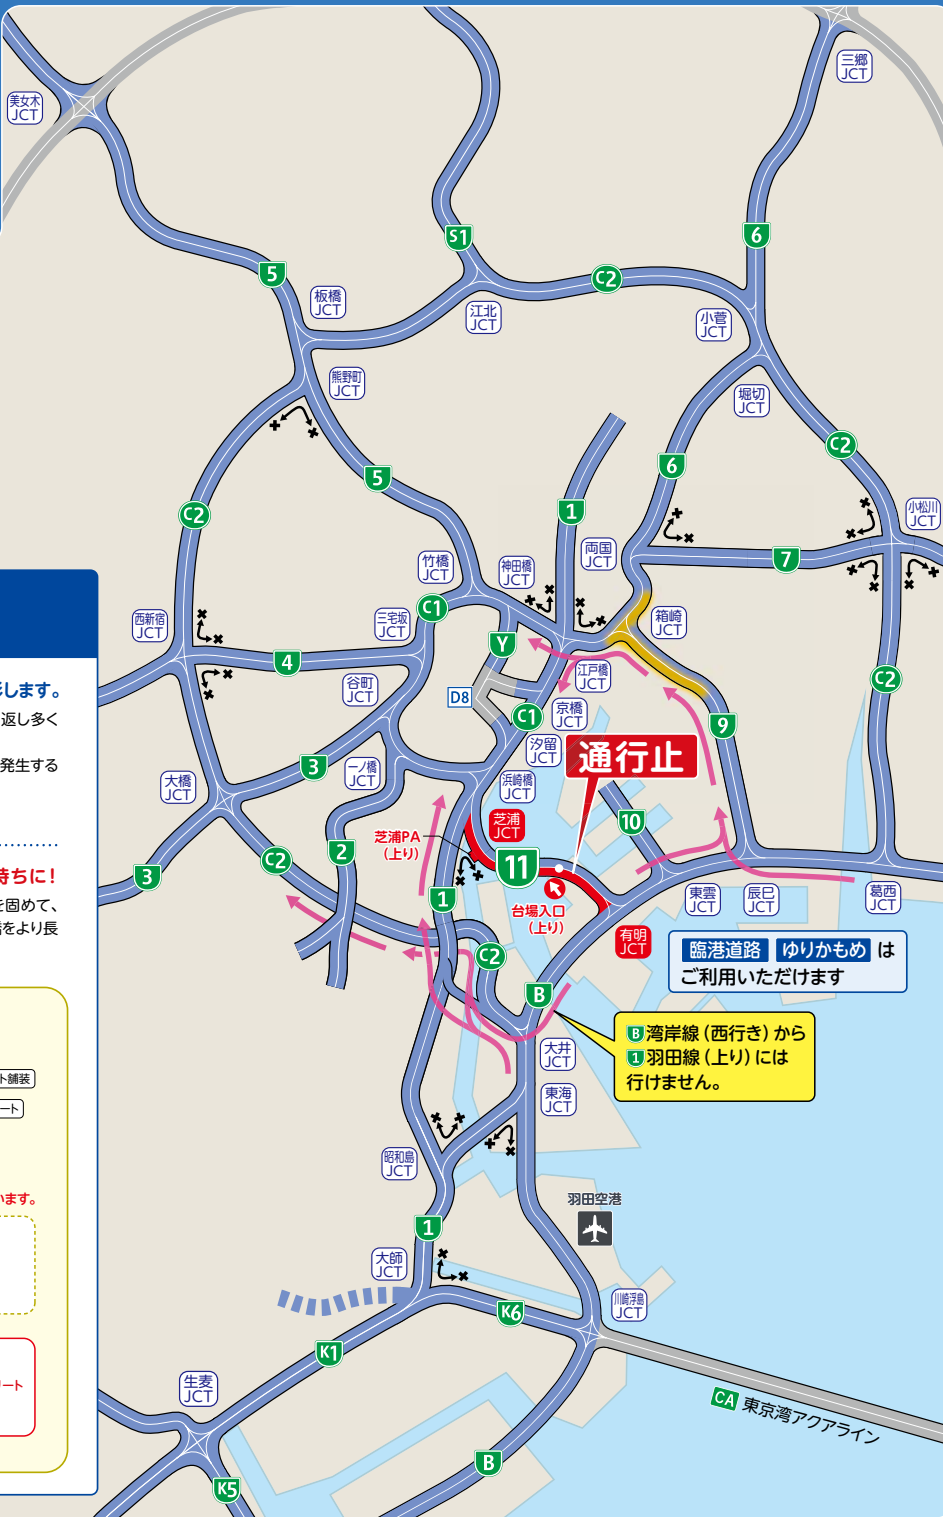 美女木
JCT
三郷
JCT
S1
6
5
C2
板橋
JCT
江北
JCT
小菅
JCT
熊野町
JCT
堀切
JCT
C2
6
5
C2
1
小松川
JCT
両国
JCT
7
竹橋
JCT
神田橋
JCT
C1
三宅坂
JCT
箱崎
JCT
西新宿
JCT
Y
4
江戸橋
JCT
谷町
JCT
D8
C2
C1
京橋
JCT
9
汐留
JCT
通行止
3
一ノ橋
JCT
大橋
JCT
浜崎橋
JCT
芝浦
JCT
10
芝浦PA
(上り)
2
C2
11
3
1
台場入口
(上り)
東雲
JCT
辰巳
JCT
葛西
JCT
有明
JCT
臨港道路 ゆりかもめ は
ご利用いただけます
C2
B
B 湾岸線(西行き)から
1 羽田線(上り)には
行けません。
大井
JCT
東海
JCT
昭和島
JCT
羽田空港
1
大師
JCT
川崎浮島
JCT
K6
K1
生麦
JCT
CA 東京湾アクアライン
B
K5
します。
返し多く
発生する
待ちに!
を固めて、
をより長
ト舗装
ート
います。
リート